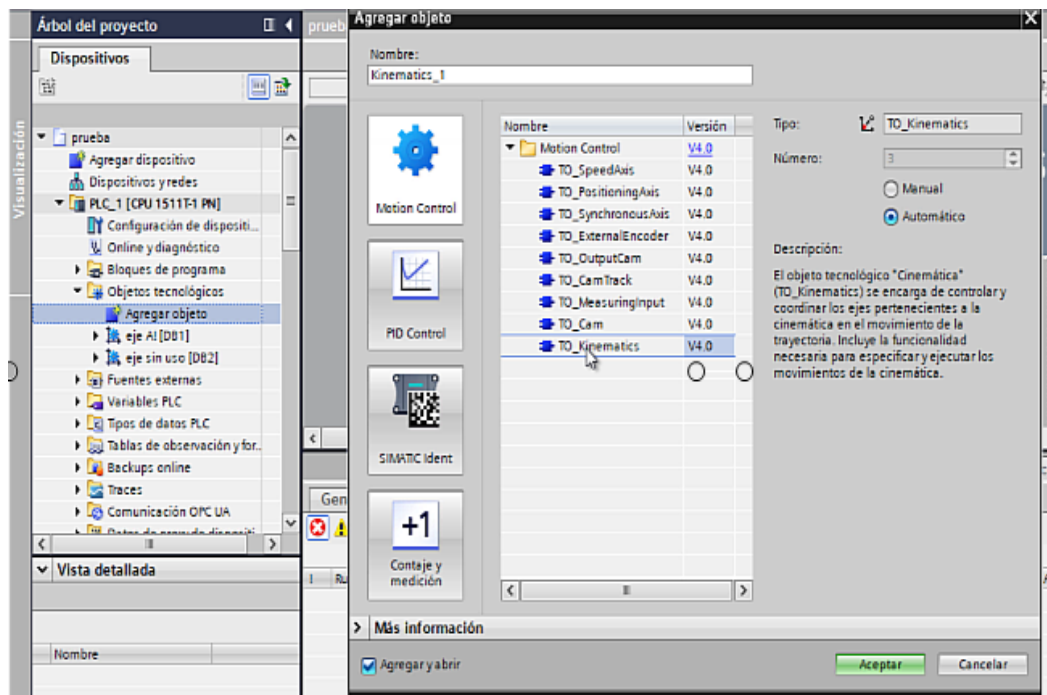 Árbol del proyecto
Dispositivos
Visualización
prueba
Agregar dispositivo
Dispositivos y redes
PLC_1 [CPU 1511T-1 PN]
Configuración de dispositi...
Online y diagnóstico
Bloques de programa
Objetos tecnológicos
Agregar objeto
eje AI [DB1]
eje sin uso [DB2]
Fuentes externas
Variables PLC
Tipos de datos PLC
Tablas de observación y for..
Backups online
Traces
Comunicación OPC UA
Vista detallada
Nombre
prueb
Gen
Agregar objeto
Nombre:
Kinematics_1
Motion Control
PID Control
SIMATIC Ident
+1
Contaje y
medición
Nombre Versión
Motion Control V4.0
TO_SpeedAxis V4.0
TO_PositioningAxis V4.0
TO_SynchronousAxis V4.0
TO_ExternalEncoder V4.0
TO_OutputCam V4.0
TO_CamTrack V4.0
TO_MeasuringInput V4.0
TO_Cam V4.0
TO_Kinematics V4.0
Tipo: TO_Kinematics
Número: 3
Manual
Automático
Descripción:
El objeto tecnológico "Cinemática"
(TO_Kinematics) se encarga de controlar y
coordinar los ejes pertenecientes a la
cinemática en el movimiento de la
trayectoria. Incluye la funcionalidad
necesaria para especificar y ejecutar los
movimientos de la cinemática.
Más información
Agregar y abrir
Aceptar
Cancelar